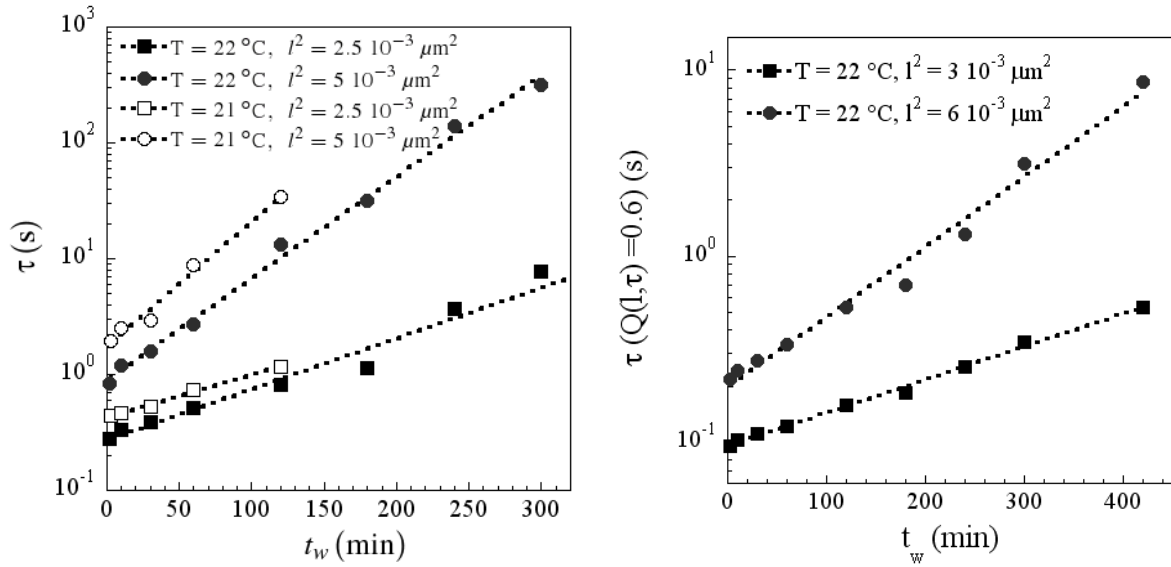 10³
10²
10¹
10⁰
10⁻¹
τ (s)
T = 22 °C, l² = 2.5 10⁻³ μm²
T = 22 °C, l² = 5 10⁻³ μm²
T = 21 °C, l² = 2.5 10⁻³ μm²
T = 21 °C, l² = 5 10⁻³ μm²
0 50 100 150 200 250 300
t_w (min)
10¹
10⁰
10⁻¹
τ (Q(l,τ) =0.6) (s)
T = 22 °C, l² = 3 10⁻³ μm²
T = 22 °C, l² = 6 10⁻³ μm²
0 100 200 300 400
t_w (min)